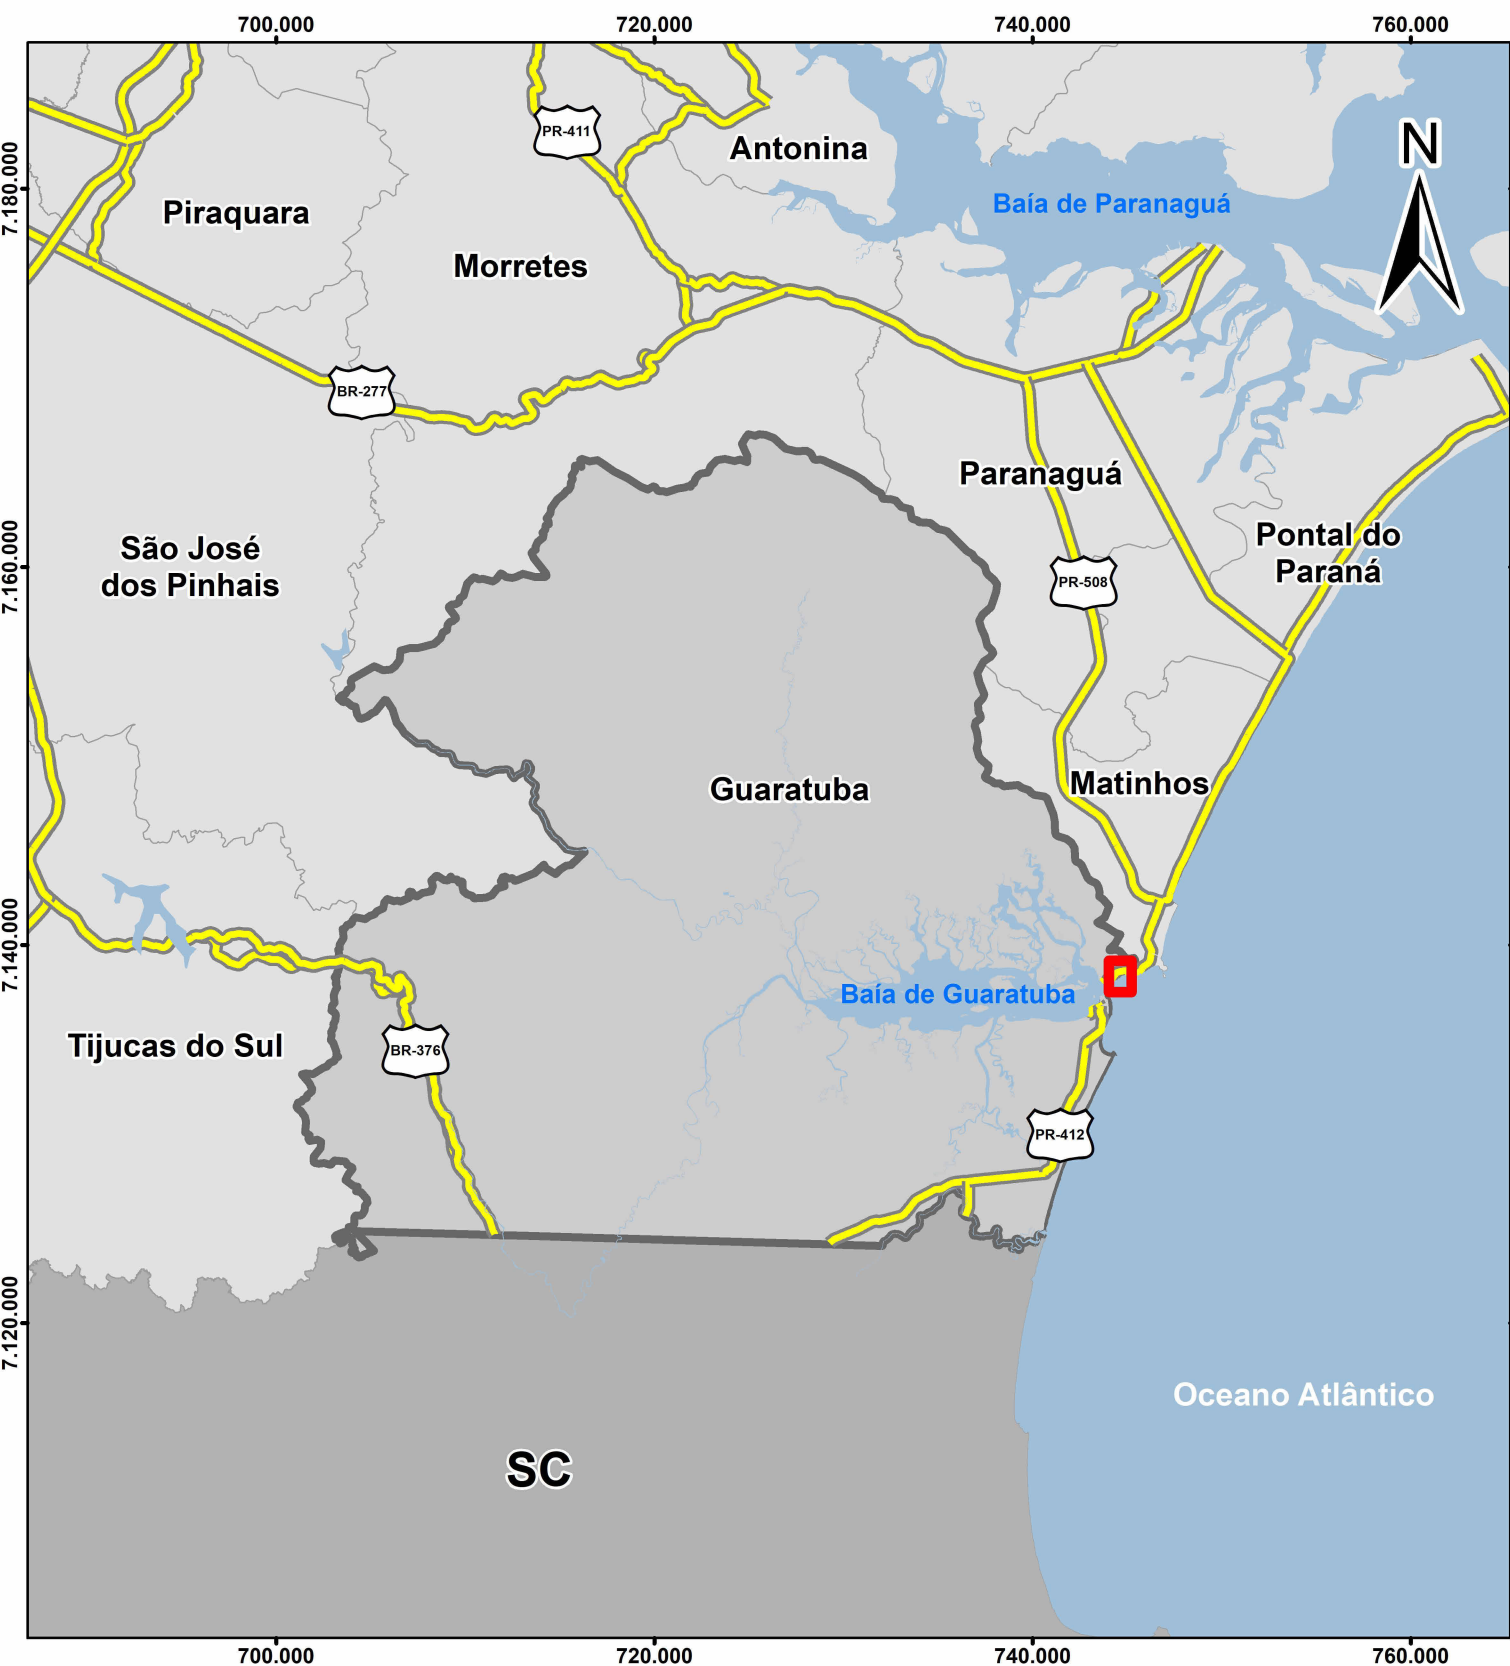 700.000
720.000
740.000
760.000
PR-411
Antonina
N
7.180.000
Piraquara
Baía de Paranaguá
Morretes
BR-277
Paranaguá
São José
dos Pinhais
Pontal do
Paraná
7.160.000
PR-508
Guaratuba
Matinhos
7.140.000
Baía de Guaratuba
Tijucas do Sul
BR-376
PR-412
7.120.000
Oceano Atlântico
SC
700.000
720.000
740.000
760.000